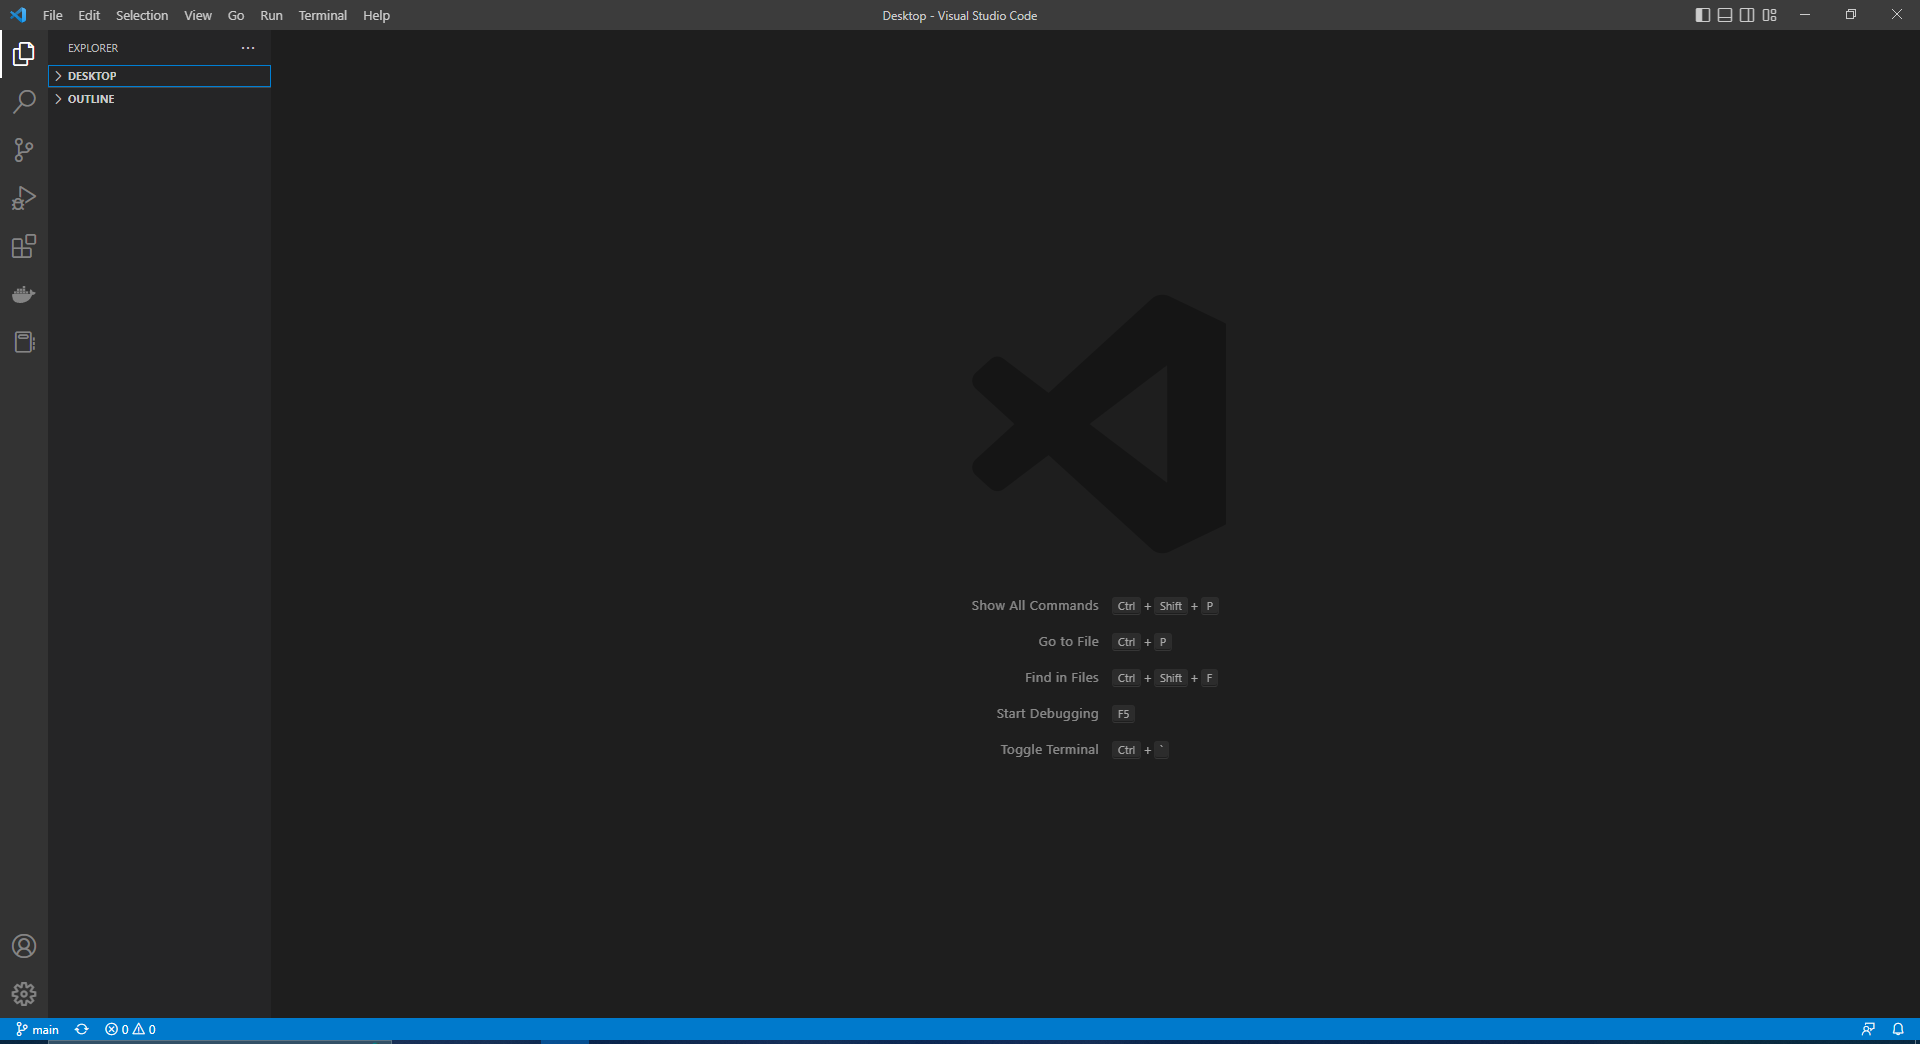 File Edit Selection View Go Run Terminal Help
Desktop - Visual Studio Code
EXPLORER
DESKTOP
OUTLINE
Show All Commands Ctrl + Shift + P
Go to File Ctrl + P
Find in Files Ctrl + Shift + F
Start Debugging F5
Toggle Terminal Ctrl + `
main 0 0